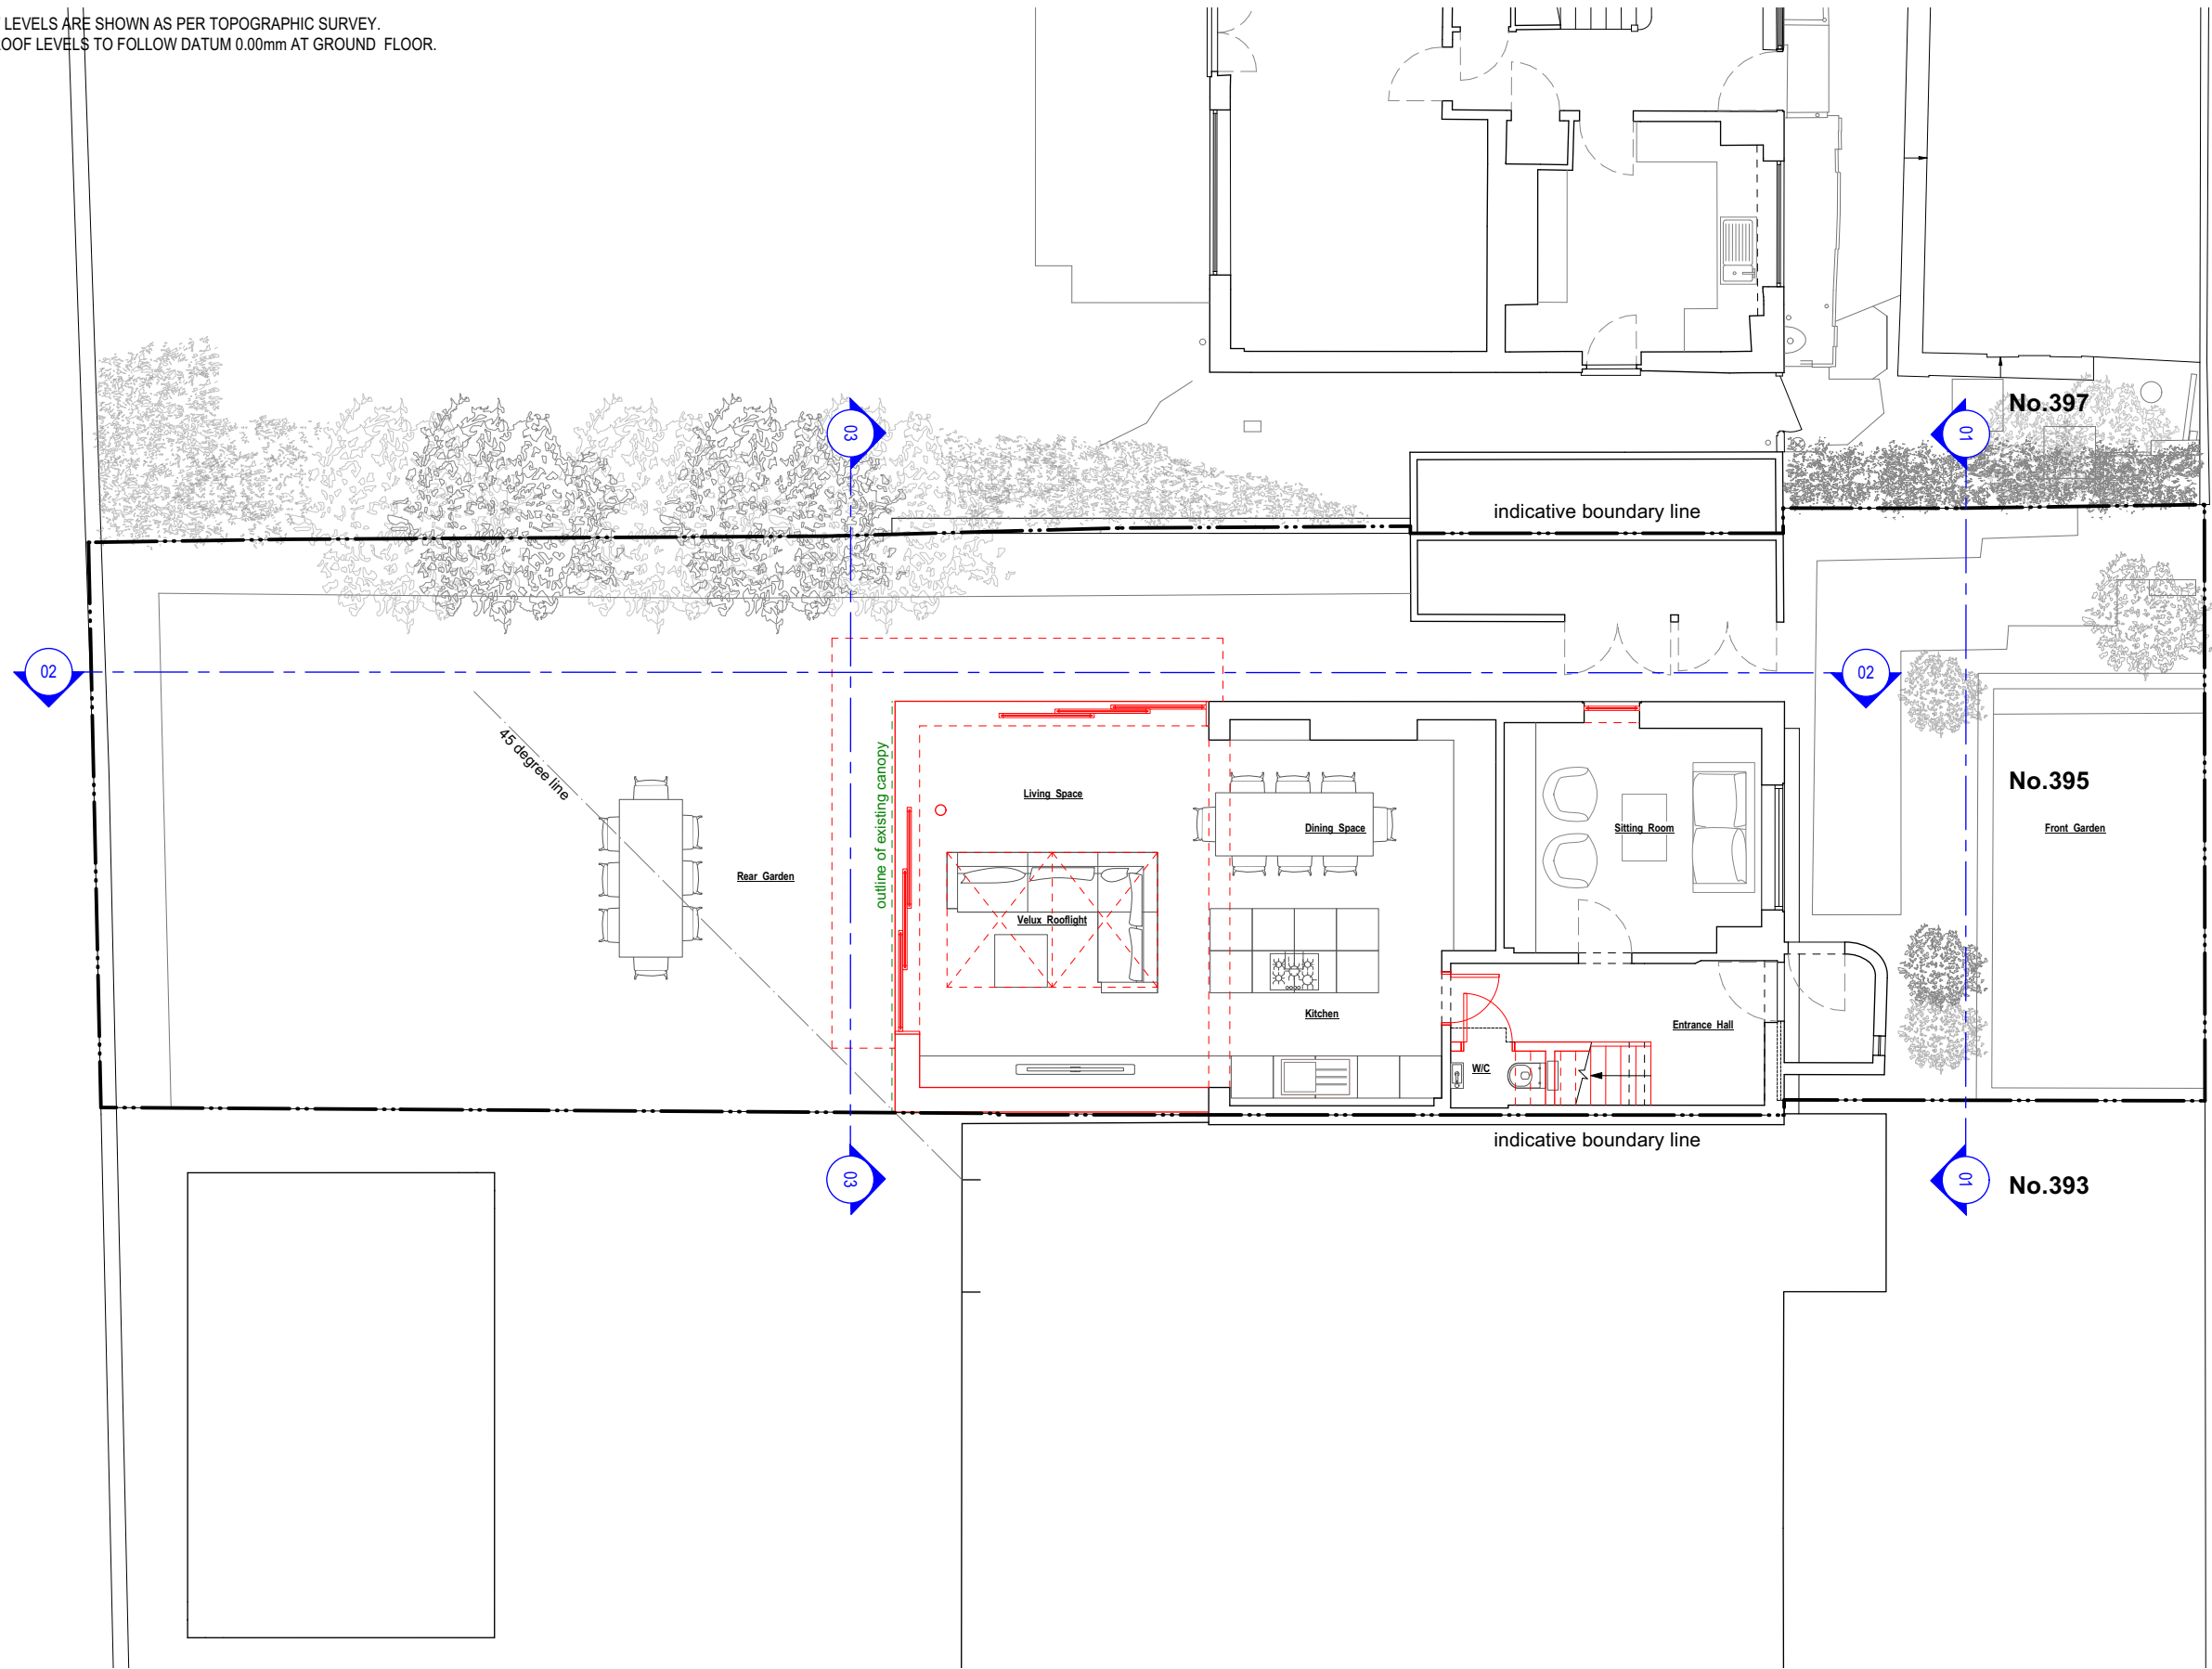 LEVELS ARE SHOWN AS PER TOPOGRAPHIC SURVEY.
OOF LEVELS TO FOLLOW DATUM 0.00mm AT GROUND FLOOR.
No.397
03
01
indicative boundary line
02
02
45 degree line
outline of existing canopy
Living Space
No.395
Dining Space
Sitting Room
Front Garden
Rear Garden
Velux Rooflight
Kitchen
Entrance Hall
W/C
indicative boundary line
03
01
No.393